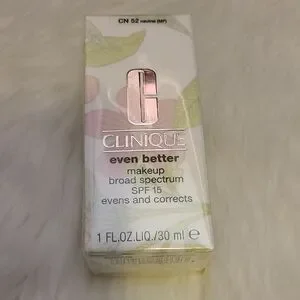 CN 52 neutral (MF)
C
CLINIQUE
even better
makeup
broad spectrum
SPF 15
evens and corrects
1 FL.OZ.LIQ./30 ml e